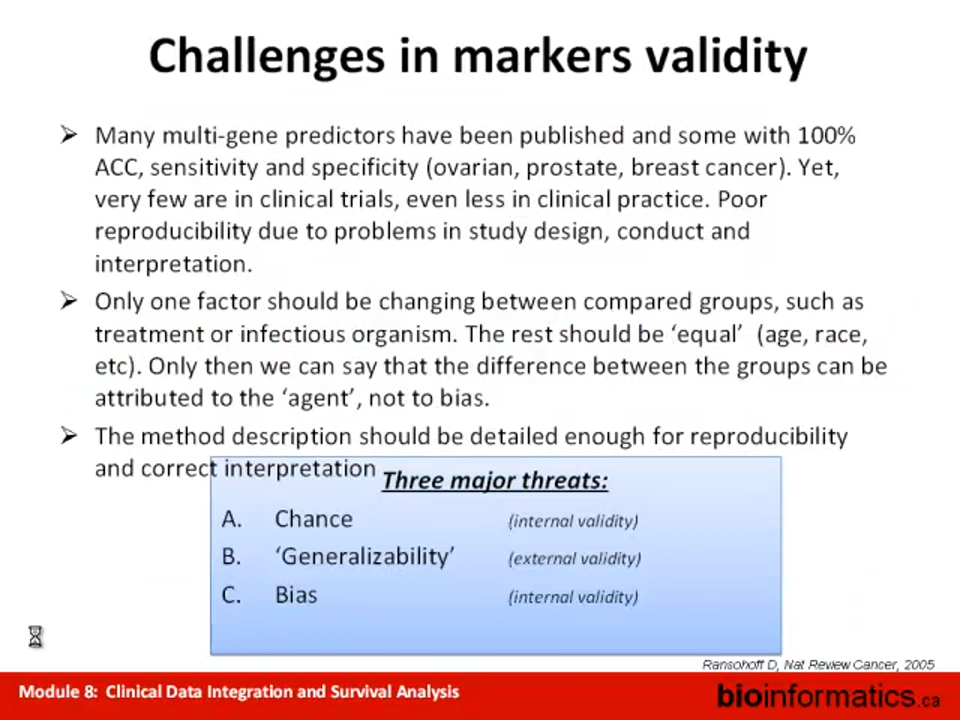 Challenges in markers validity
➢ Many multi-gene predictors have been published and some with 100%
ACC, sensitivity and specificity (ovarian, prostate, breast cancer). Yet,
very few are in clinical trials, even less in clinical practice. Poor
reproducibility due to problems in study design, conduct and
interpretation.
➢ Only one factor should be changing between compared groups, such as
treatment or infectious organism. The rest should be ‘equal’ (age, race,
etc). Only then we can say that the difference between the groups can be
attributed to the ‘agent’, not to bias.
➢ The method description should be detailed enough for reproducibility
and correct interpretation
Three major threats:
A. Chance (internal validity)
B. ‘Generalizability’ (external validity)
C. Bias (internal validity)
Ransohoff D, Nat Review Cancer, 2005
Module 8: Clinical Data Integration and Survival Analysis
bioinformatics.ca